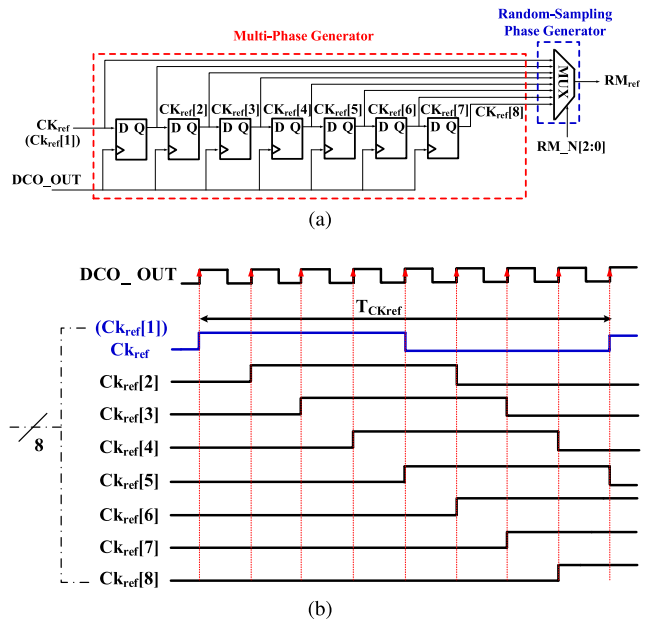 Multi-Phase Generator
Random-Sampling
Phase Generator
MUX
RMref
CKref[2] CKref[3] CKref[4] CKref[5] CKref[6] CKref[7] CKref[8]
CKref
(Ckref[1])
D Q D Q D Q D Q D Q D Q D Q
RM_N[2:0]
DCO_OUT
(a)
DCO_ OUT
TCKref
(Ckref[1])
Ckref
Ckref[2]
Ckref[3]
Ckref[4]
8
Ckref[5]
Ckref[6]
Ckref[7]
Ckref[8]
(b)